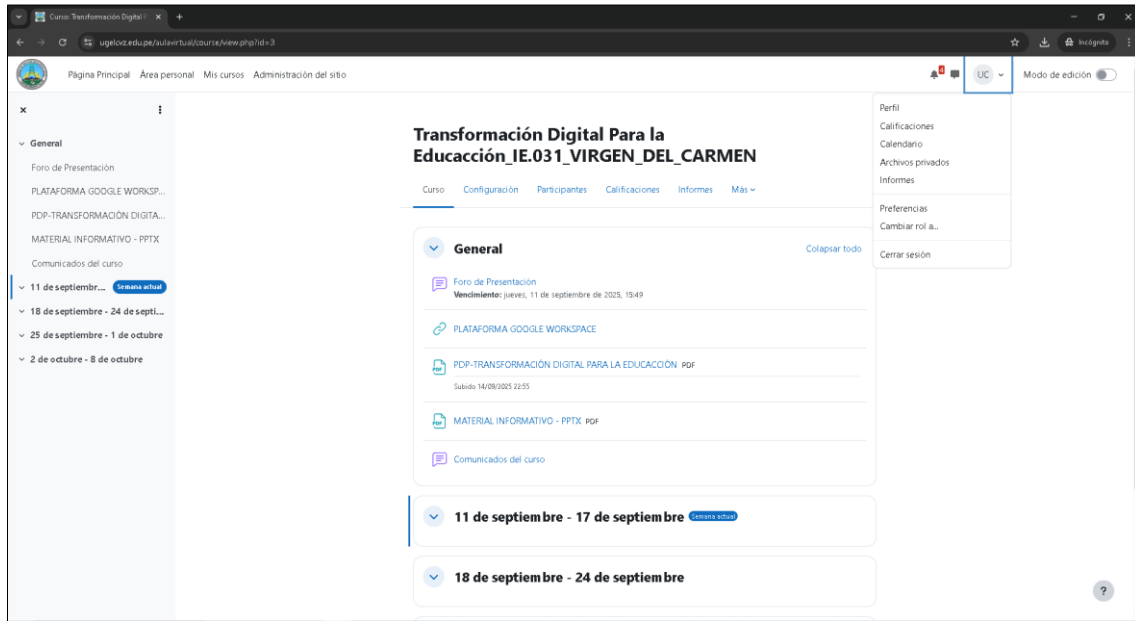 Curso: Transformación Digital P
ugelcvz.edu.pe/aulavirtual/course/view.php?id=3
Incógnito
Página Principal Área personal Mis cursos Administración del sitio
4
UC
Modo de edición
Perfil
Calificaciones
Calendario
Archivos privados
Informes
Preferencias
Cambiar rol a...
Cerrar sesión
General
Foro de Presentación
PLATAFORMA GOOGLE WORKSP...
PDP-TRANSFORMACIÓN DIGITA...
MATERIAL INFORMATIVO - PPTX
Comunicados del curso
11 de septiembr... Semana actual
18 de septiembre - 24 de septi...
25 de septiembre - 1 de octubre
2 de octubre - 8 de octubre
Transformación Digital Para la
Educacción_IE.031_VIRGEN_DEL_CARMEN
Curso Configuración Participantes Calificaciones Informes Más
General
Colapsar todo
Foro de Presentación
Vencimiento: jueves, 11 de septiembre de 2025, 15:49
PLATAFORMA GOOGLE WORKSPACE
PDP-TRANSFORMACIÓN DIGITAL PARA LA EDUCACCIÓN PDF
Subido 14/09/2025 22:55
MATERIAL INFORMATIVO - PPTX PDF
Comunicados del curso
11 de septiembre - 17 de septiembre Semana actual
18 de septiembre - 24 de septiembre
?